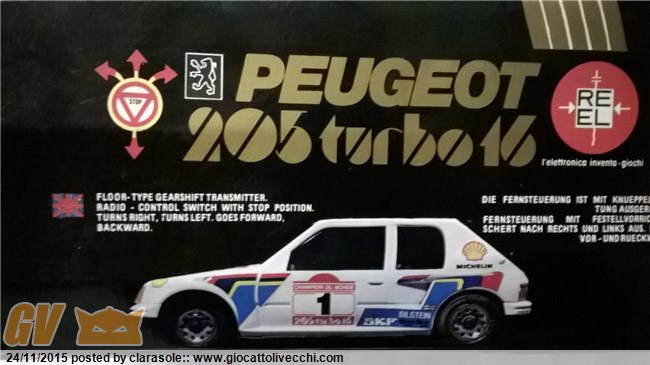 STOP
PEUGEOT
205 turbo 16
RE
EL
l'elettronica inventa-giochi
FLOOR-TYPE GEARSHIFT TRANSMITTER.
RADIO - CONTROL SWITCH WITH STOP POSITION.
TURNS RIGHT, TURNS LEFT. GOES FORWARD,
BACKWARD.
DIE FERNSTEUERUNG IST MIT KNUEPPEL
TUNG AUSGER
FERNSTEUERUNG MIT FESTELLVORRIC
SCHERT NACH RECHTS UND LINKS AUS.
VOR-UND RUECKW
MICHELIN
CHAMPION DU MONDE
1
205 turbo 16
SKF
BILSTEIN
GV
24/11/2015 posted by clarasole:: www.giocattolivecchi.com